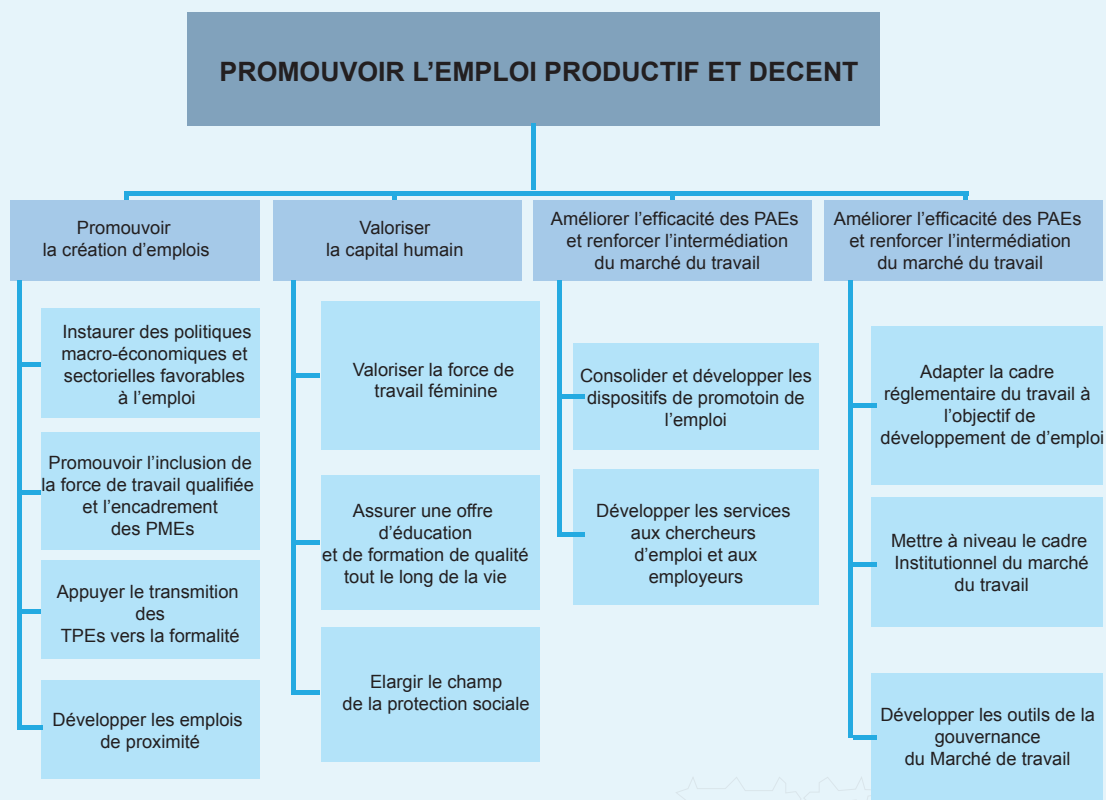 PROMOUVOIR L'EMPLOI PRODUCTIF ET DECENT
Promouvoir
la création d'emplois
Instaurer des politiques
macro-économiques et
sectorielles favorables
à l'emploi
Promouvoir l'inclusion de
la force de travail qualifiée
et l'encadrement
des PMEs
Appuyer le transmition
des
TPEs vers la formalité
Développer les emplois
de proximité
Valoriser
la capital humain
Valoriser la force de
travail féminine
Assurer une offre
d'éducation
et de formation de qualité
tout le long de la vie
Elargir le champ
de la protection sociale
Améliorer l'efficacité des PAEs
et renforcer l'intermédiation
du marché du travail
Consolider et développer les
dispositifs de promotoin de
l'emploi
Développer les services
aux chercheurs
d'emploi et aux
employeurs
Améliorer l'efficacité des PAEs
et renforcer l'intermédiation
du marché du travail
Adapter la cadre
réglementaire du travail à
l'objectif de
développement de d'emploi
Mettre à niveau le cadre
Institutionnel du marché
du travail
Développer les outils de la
gouvernance
du Marché de travail